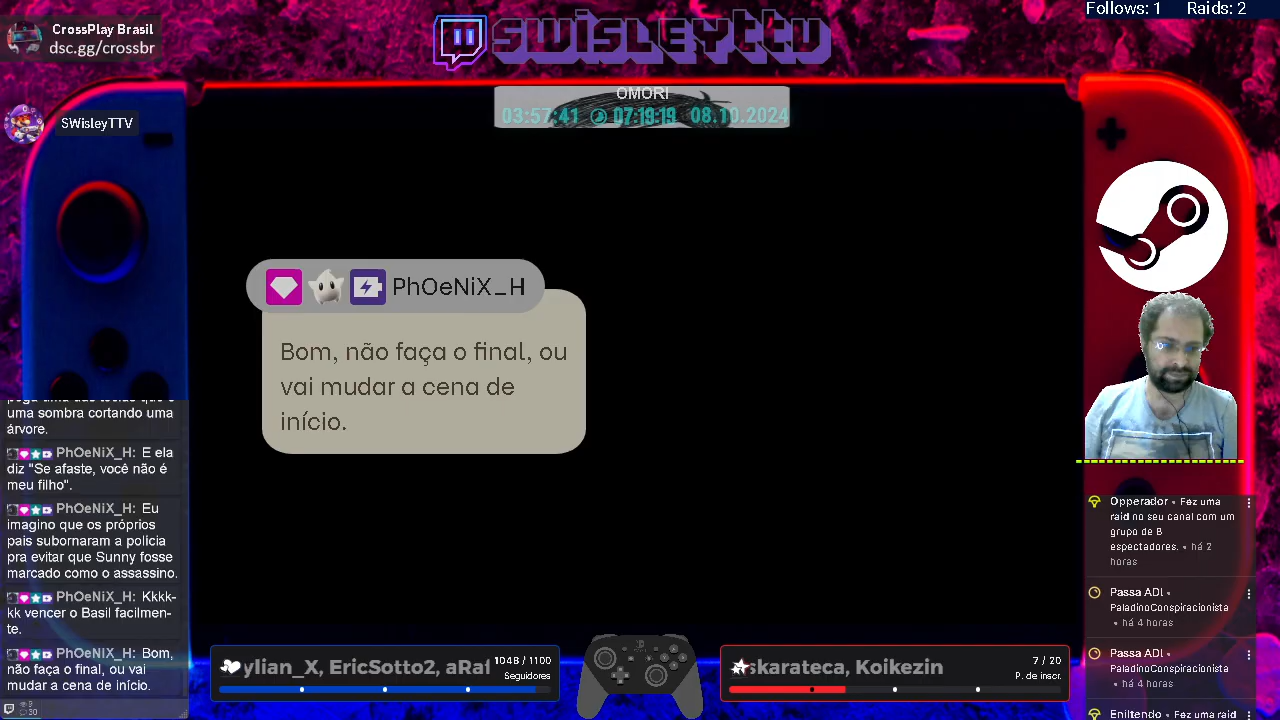 CrossPlay Brasil
dsc.gg/crossbr
SWISLEYTTV
Follows: 1 Raids: 2
SWisleyTTV
OMORI
03:57:41 07:19:19 08.10.2024
PhOeNiX_H
Bom, não faça o final, ou
vai mudar a cena de
início.
uma sombra cortando uma
árvore.
PhOeNiX_H: E ela
diz "Se afaste, você não é
meu filho".
PhOeNiX_H: Eu
imagino que os próprios
pais subornaram a polícia
pra evitar que Sunny fosse
marcado como o assassino.
PhOeNiX_H: Kkkk-
kk vencer o Basil facilmen-
te.
PhOeNiX_H: Bom,
não faça o final, ou vai
mudar a cena de início.
30
ylian_X, EricSotto2, aRaf
1048 / 1100
Seguidores
skarateca, Koikezin
7 / 20
P. de inscr.
Opperador • Fez uma
raid no seu canal com um
grupo de 8
espectadores. • há 2
horas
Passa ADI •
PaladinoConspiracionista
• há 4 horas
Passa ADI •
PaladinoConspiracionista
• há 4 horas
Eniltendo • Fez uma raid